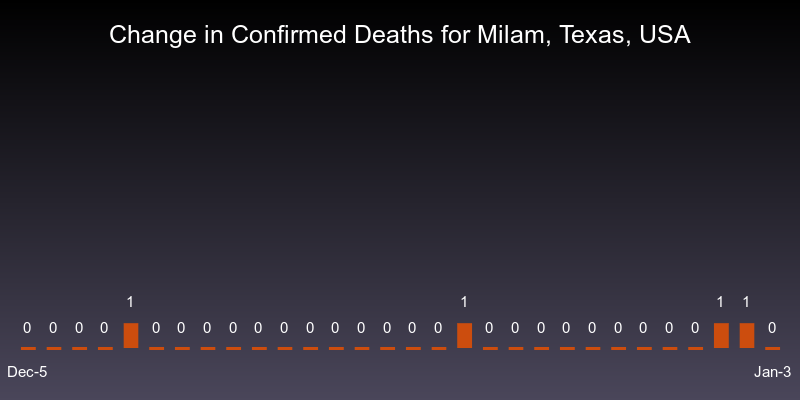 Change in Confirmed Deaths for Milam, Texas, USA
1 1 1 1
0 0 0 0 0 0 0 0 0 0 0 0 0 0 0 0 0 0 0 0 0 0 0 0 0 0
Dec-5 Jan-3